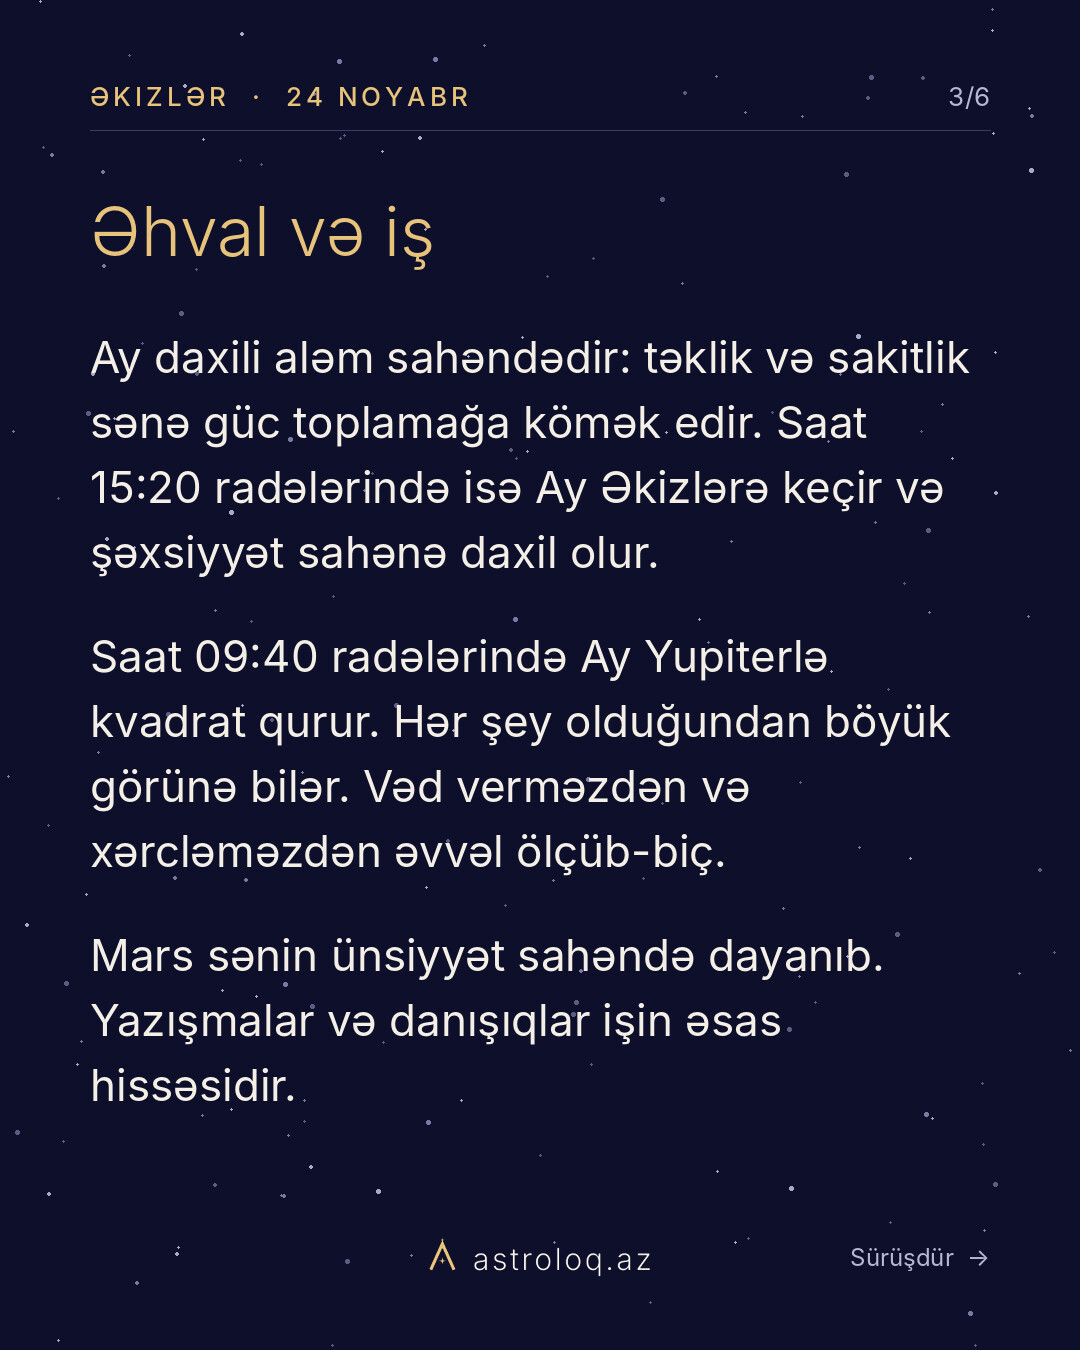 ƏKIZLƏR · 24 NOYABR
3/6
Əhval və iş
Ay daxili aləm sahəndədir: təklik və sakitlik
sənə güc toplamağa kömək edir. Saat
15:20 radələrində isə Ay Əkizlərə keçir və
şəxsiyyət sahənə daxil olur.
Saat 09:40 radələrində Ay Yupiterlə
kvadrat qurur. Hər şey olduğundan böyük
görünə bilər. Vəd verməzdən və
xərcləməzdən əvvəl ölçüb-biç.
Mars sənin ünsiyyət sahəndə dayanıb.
Yazışmalar və danışıqlar işin əsas
hissəsidir.
astroloq.az
Sürüşdür →